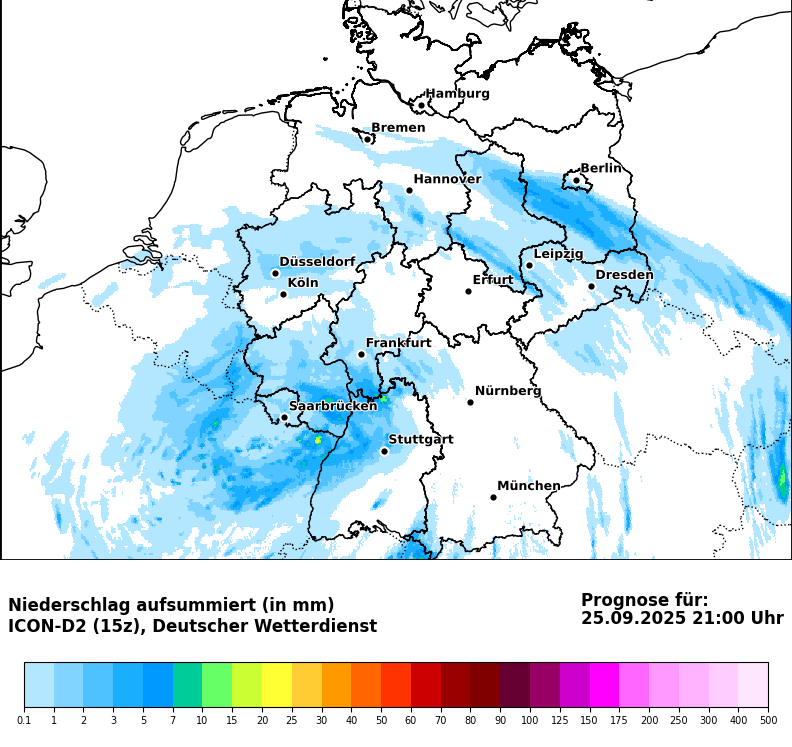 Hamburg
Bremen
Berlin
Hannover
Leipzig
Düsseldorf
Dresden
Erfurt
Köln
Frankfurt
Nürnberg
Saarbrücken
Stuttgart
München
Niederschlag aufsummiert (in mm)
ICON-D2 (15z), Deutscher Wetterdienst
Prognose für:
25.09.2025 21:00 Uhr
0.1 1 2 3 5 7 10 15 20 25 30 40 50 60 70 80 90 100 125 150 175 200 250 300 400 500